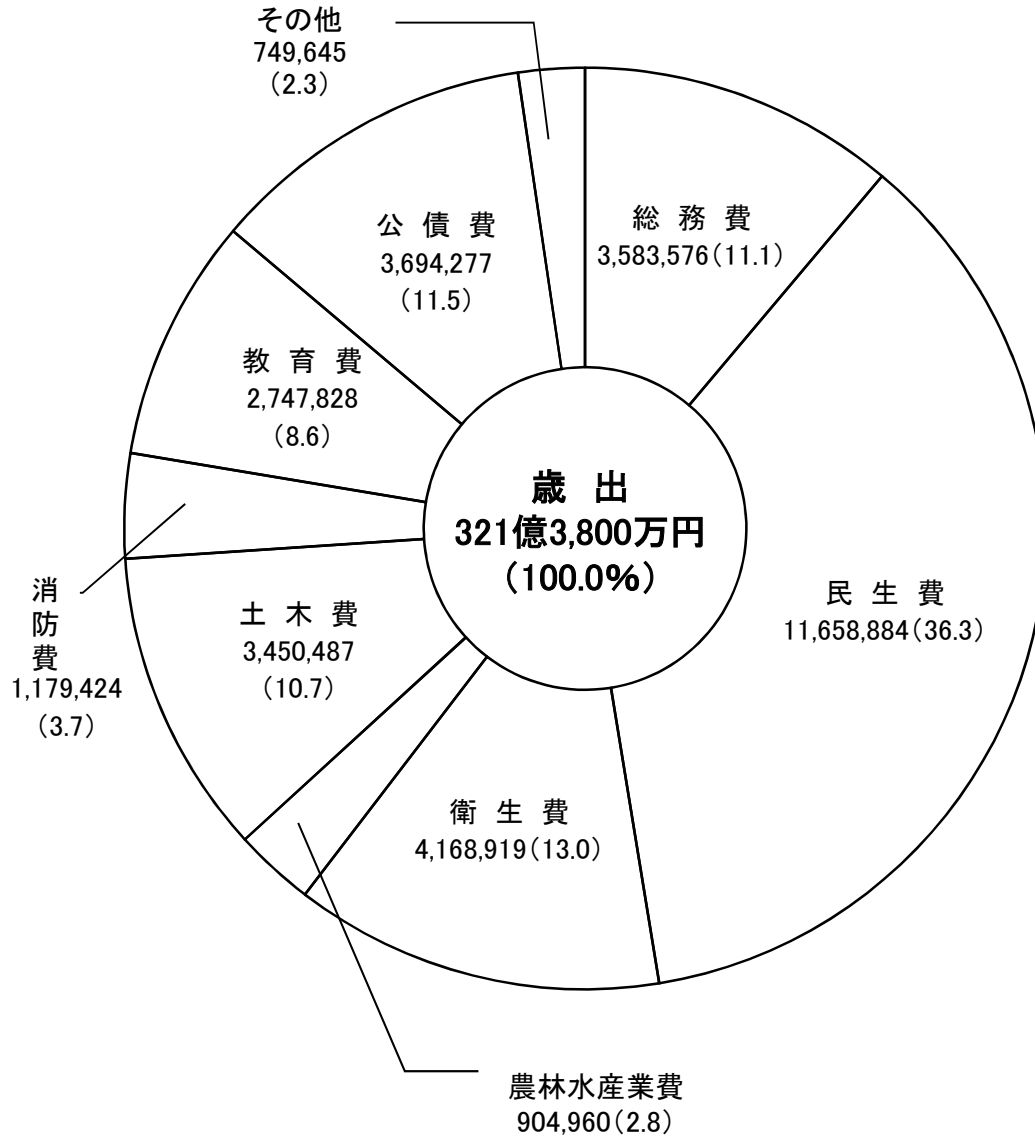 その他
749,645
(2.3)
総務費
3,583,576(11.1)
公債費
3,694,277
(11.5)
教育費
2,747,828
(8.6)
歳出
321億3,800万円
(100.0%)
民生費
11,658,884(36.3)
消防費
1,179,424
(3.7)
土木費
3,450,487
(10.7)
衛生費
4,168,919(13.0)
農林水産業費
904,960(2.8)